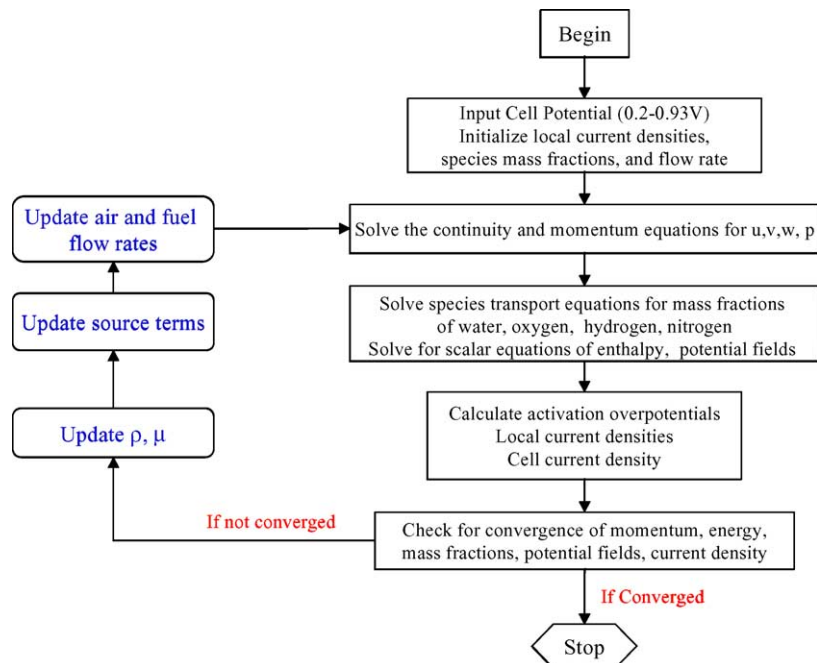 Begin
Input Cell Potential (0.2-0.93V)
Initialize local current densities,
species mass fractions, and flow rate
Update air and fuel
flow rates
Solve the continuity and momentum equations for u,v,w, p
Update source terms
Solve species transport equations for mass fractions
of water, oxygen, hydrogen, nitrogen
Solve for scalar equations of enthalpy, potential fields
Update ρ, μ
Calculate activation overpotentials
Local current densities
Cell current density
If not converged
Check for convergence of momentum, energy,
mass fractions, potential fields, current density
If Converged
Stop